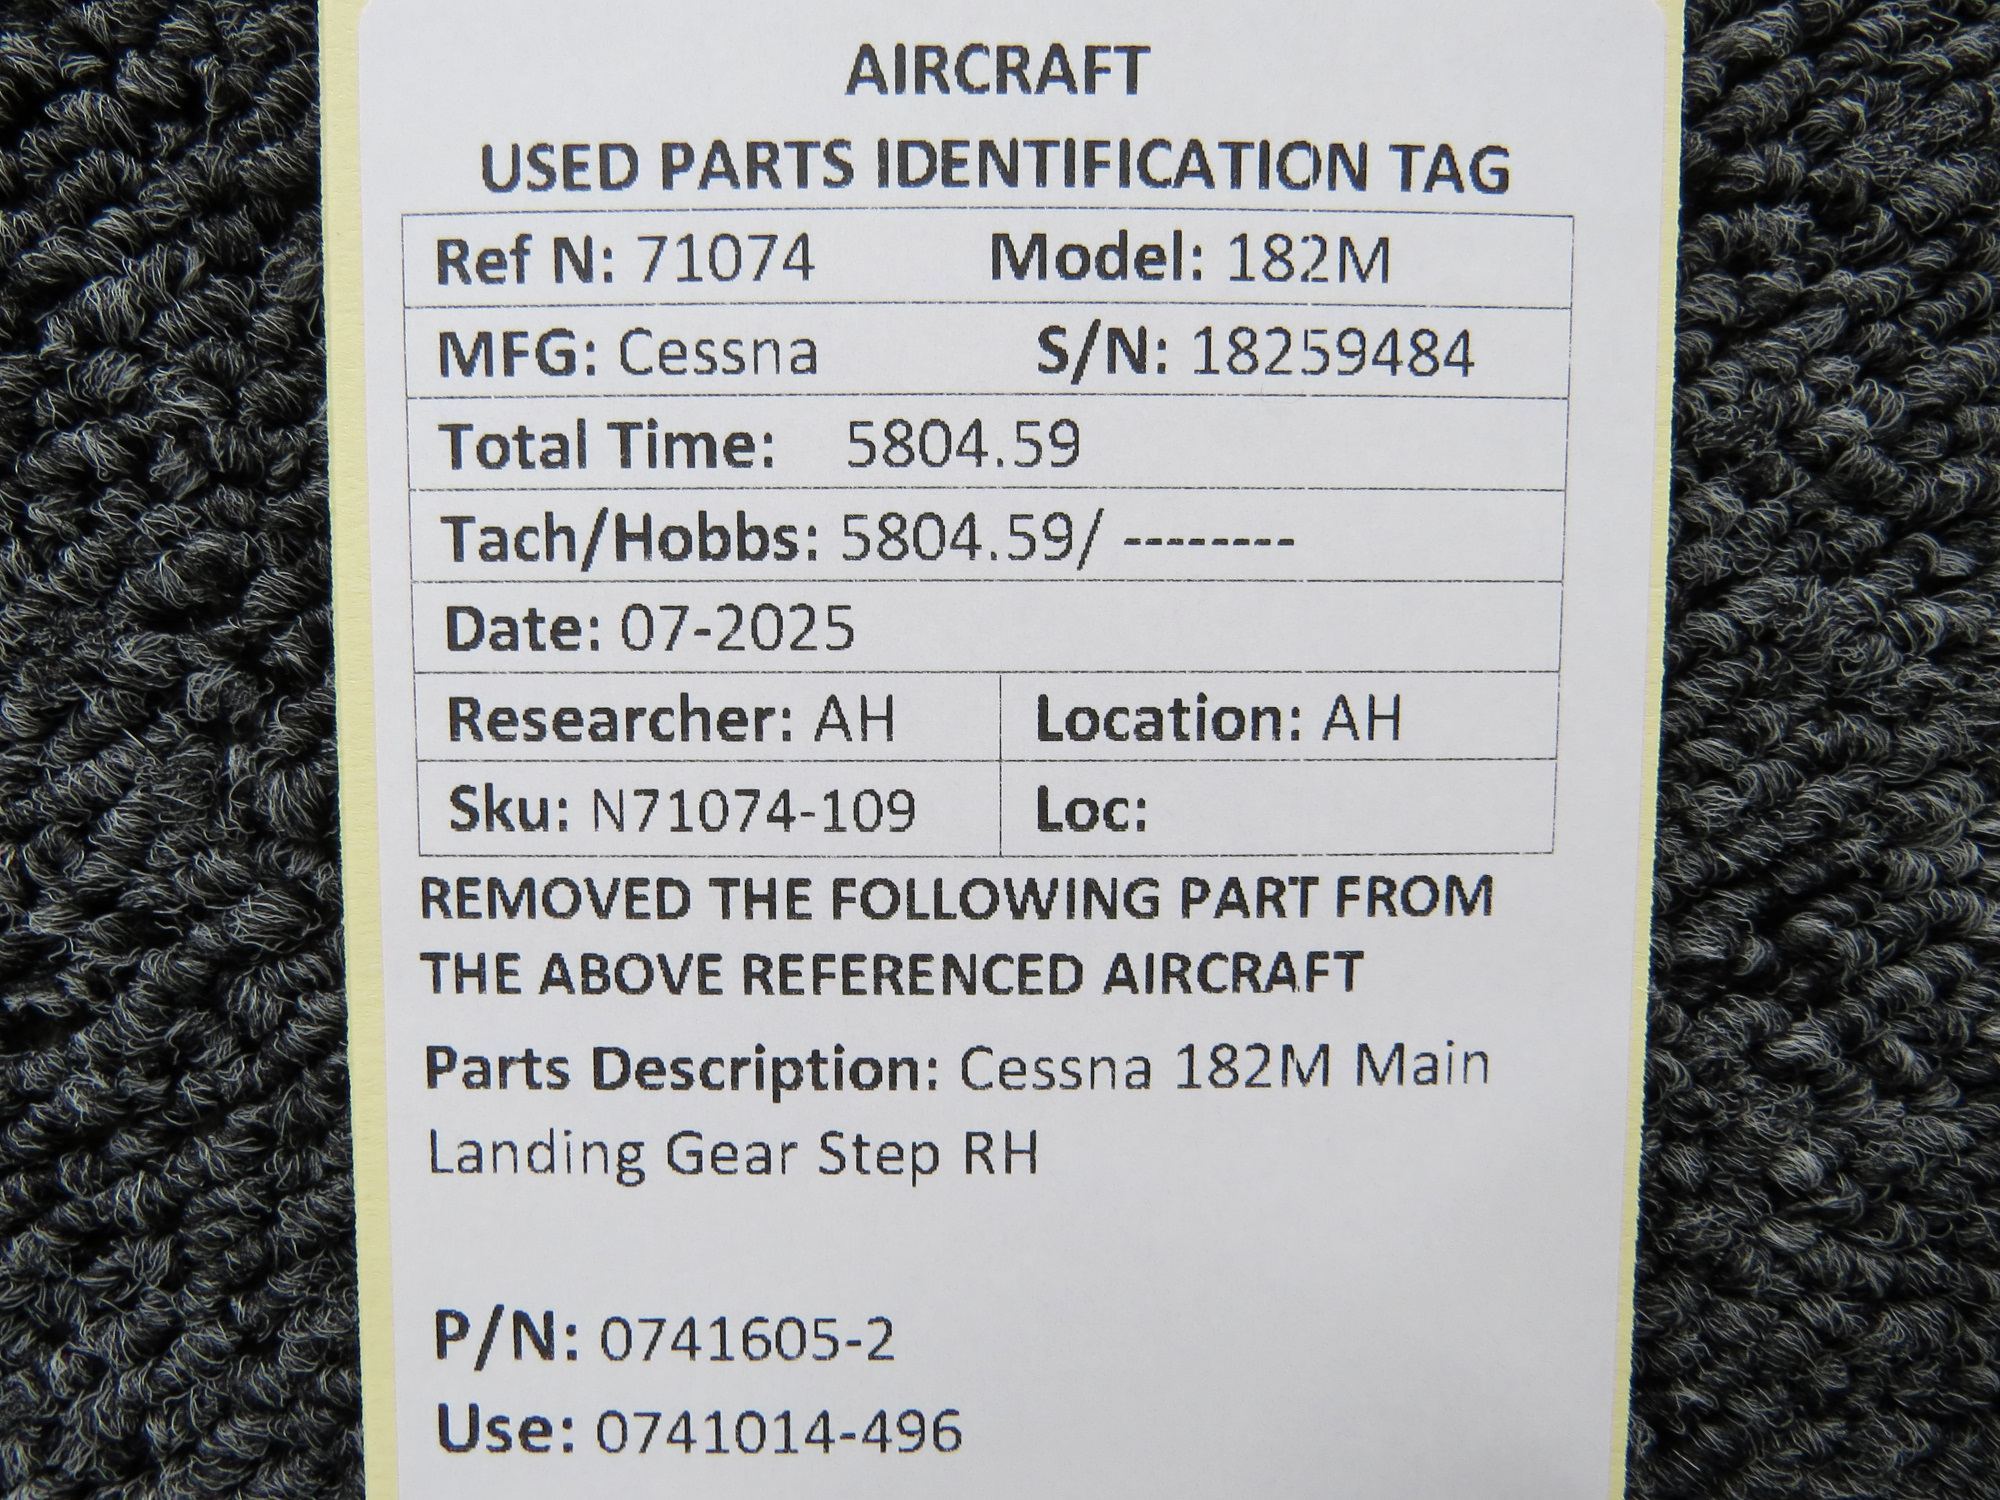 AIRCRAFT
USED PARTS IDENTIFICATION TAG
Ref N: 71074 Model: 182M
MFG: Cessna S/N: 18259484
Total Time: 5804.59
Tach/Hobbs: 5804.59/ --------
Date: 07-2025
Researcher: AH Location: AH
Sku: N71074-109 Loc:
REMOVED THE FOLLOWING PART FROM
THE ABOVE REFERENCED AIRCRAFT
Parts Description: Cessna 182M Main
Landing Gear Step RH
P/N: 0741605-2
Use: 0741014-496